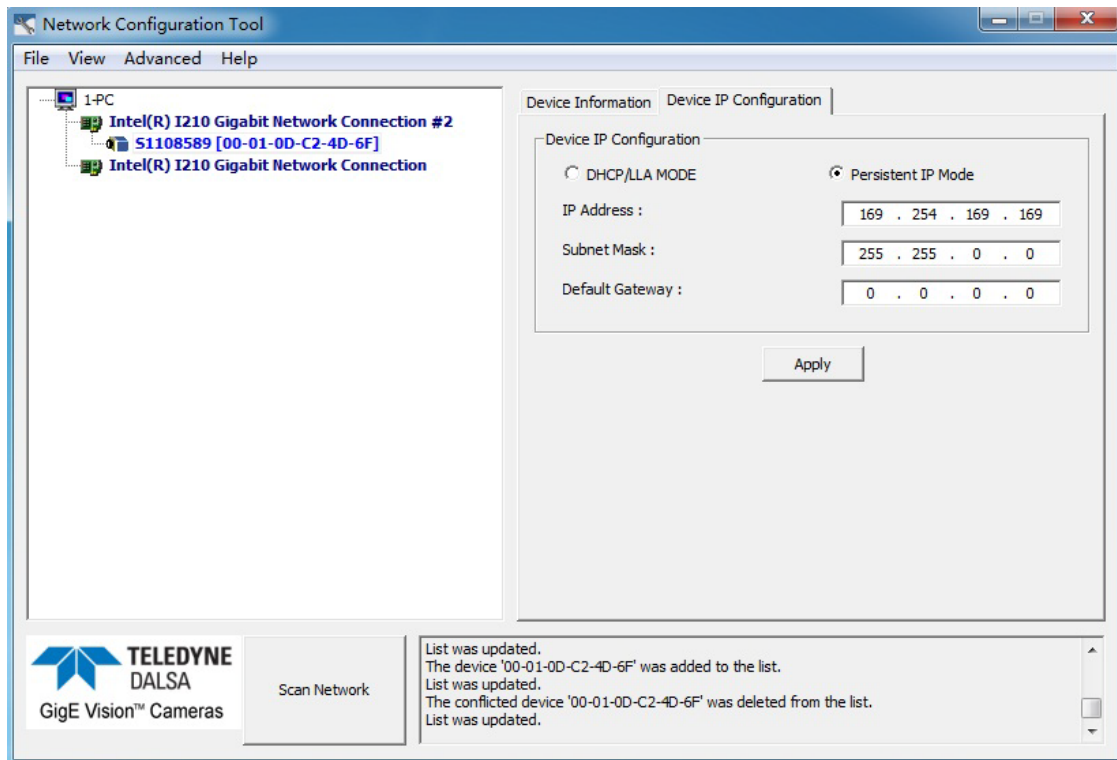 Network Configuration Tool
File View Advanced Help
1-PC
Intel(R) I210 Gigabit Network Connection #2
S1108589 [00-01-0D-C2-4D-6F]
Intel(R) I210 Gigabit Network Connection
Device Information Device IP Configuration
Device IP Configuration
DHCP/LLA MODE Persistent IP Mode
IP Address : 169 . 254 . 169 . 169
Subnet Mask : 255 . 255 . 0 . 0
Default Gateway : 0 . 0 . 0 . 0
Apply
TELEDYNE
DALSA
GigE Vision™ Cameras
Scan Network
List was updated.
The device '00-01-0D-C2-4D-6F' was added to the list.
List was updated.
The conflicted device '00-01-0D-C2-4D-6F' was deleted from the list.
List was updated.